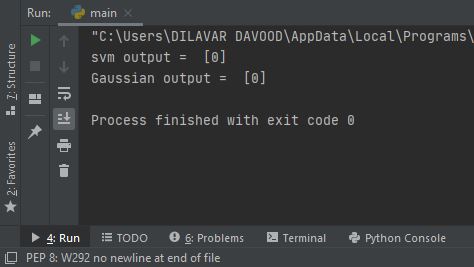 Run:
main
"C:\Users\DILAVAR DAVOOD\AppData\Local\Programs\
svm output =  [0]
Gaussian output =  [0]
Process finished with exit code 0
7: Structure
2: Favorites
4: Run
TODO
6: Problems
Terminal
Python Console
PEP 8: W292 no newline at end of file